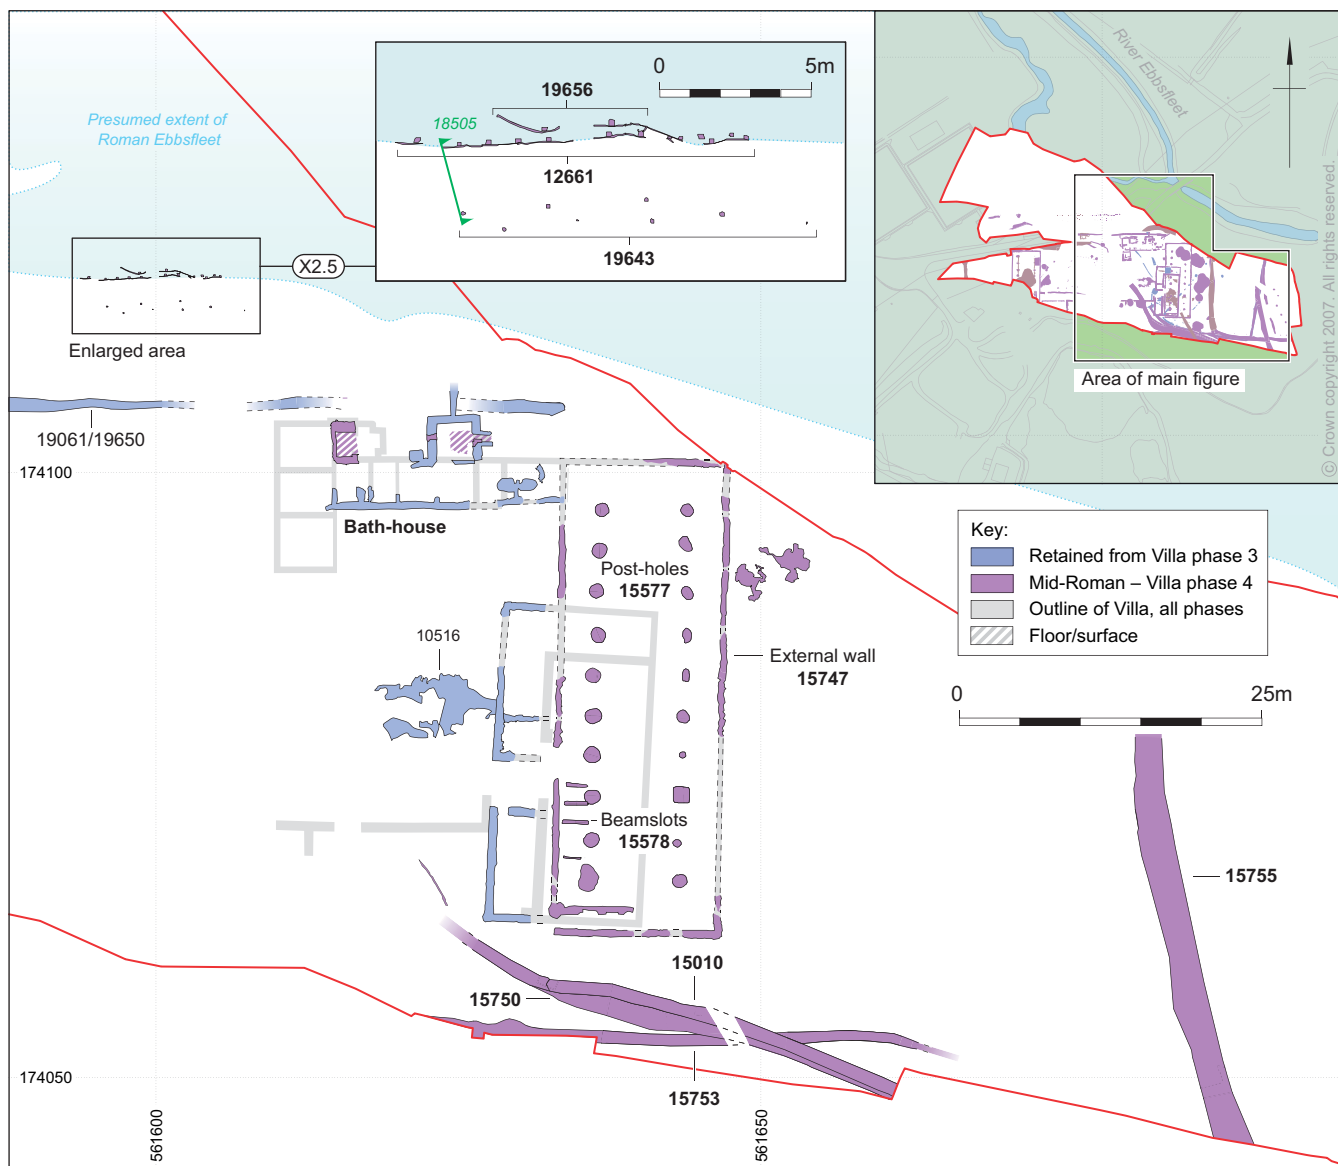 Presumed extent of
Roman Ebbsfleet
19656
0 5m
18505
12661
19643
X2.5
Enlarged area
River Ebbsfleet
Area of main figure
© Crown copyright 2007. All rights reserved.
19061/19650
174100
Bath-house
Key:
Retained from Villa phase 3
Mid-Roman – Villa phase 4
Outline of Villa, all phases
Floor/surface
Post-holes
15577
10516
External wall
15747
0 25m
Beamslots
15578
15755
15010
15750
15753
174050
561600
561650